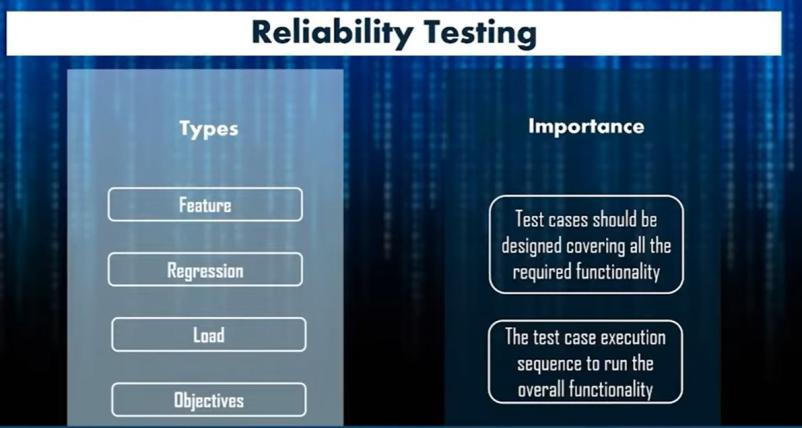 Reliability Testing
Types
Feature
Regression
Load
Objectives
Importance
Test cases should be
designed covering all the
required functionality
The test case execution
sequence to run the
overall functionality